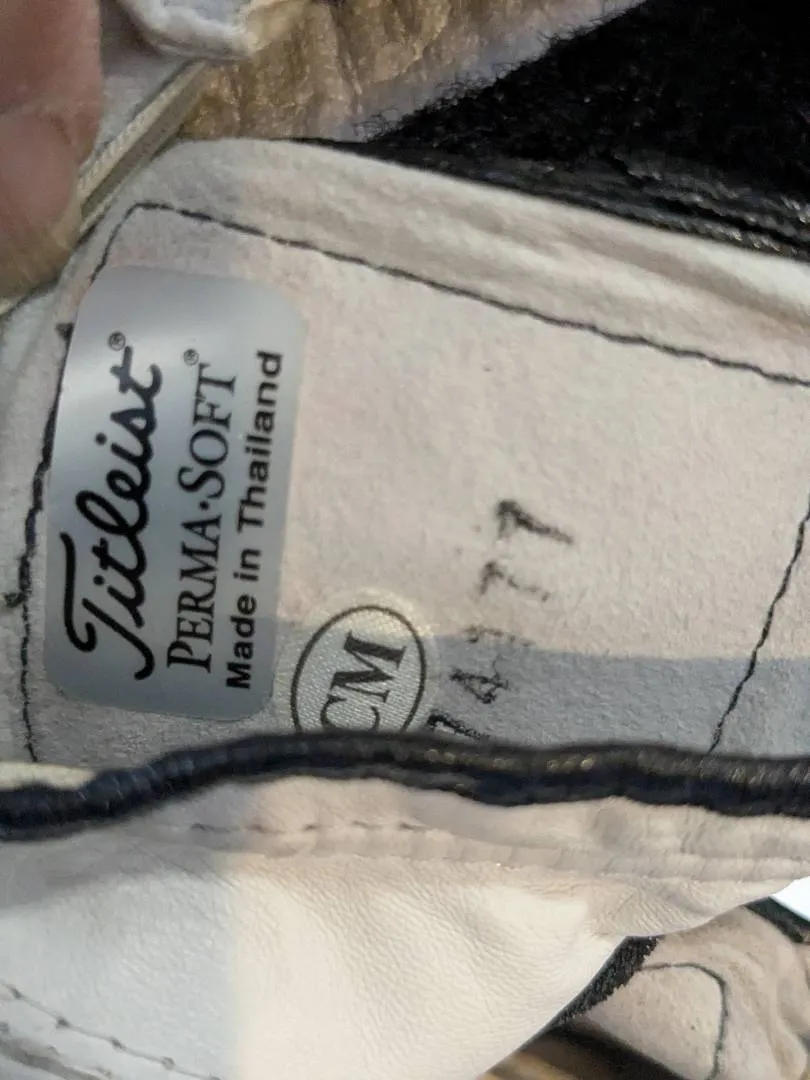 Titleist®
PERMA·SOFT®
Made in Thailand
CM